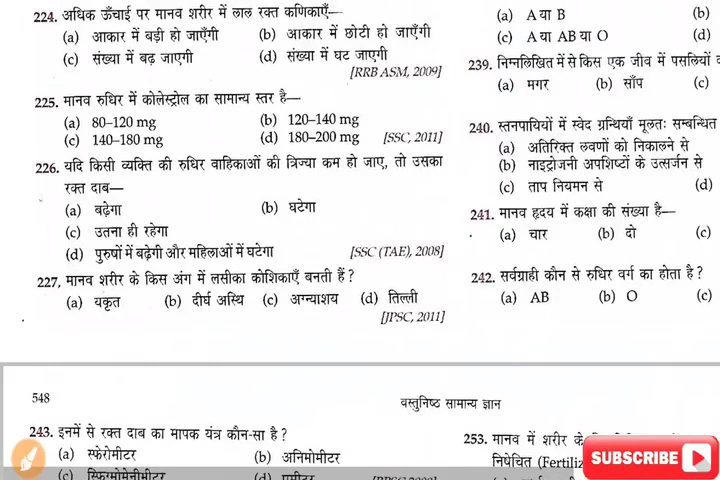 224. अधिक ऊँचाई पर मानव शरीर में लाल रक्त कणिकाएँ—
(a) आकार में बड़ी हो जाएँगी (b) आकार में छोटी हो जाएँगी
(c) संख्या में बढ़ जाएगी (d) संख्या में घट जाएगी
[RRB ASM, 2009]
225. मानव रुधिर में कोलेस्ट्रोल का सामान्य स्तर है—
(a) 80–120 mg (b) 120–140 mg
(c) 140–180 mg (d) 180–200 mg [SSC, 2011]
226. यदि किसी व्यक्ति की रुधिर वाहिकाओं की त्रिज्या कम हो जाए, तो उसका
रक्त दाब—
(a) बढ़ेगा (b) घटेगा
(c) उतना ही रहेगा
(d) पुरुषों में बढ़ेगी और महिलाओं में घटेगा [SSC (TAE), 2008]
227, मानव शरीर के किस अंग में लसीका कोशिकाएँ बनती हैं ?
(a) यकृत (b) दीर्घ अस्थि (c) अग्न्याशय (d) तिल्ली
[JPSC, 2011]
(a) A या B (b)
(c) A या AB या O (d)
239. निम्नलिखित में से किस एक जीव में पसलियों
(a) मगर (b) साँप (c)
240. स्तनपायियों में स्वेद ग्रन्थियाँ मूलतः सम्बन्धित
(a) अतिरिक्त लवणों को निकालने से
(b) नाइट्रोजनी अपशिष्टों के उत्सर्जन से
(c) ताप नियमन से (d)
241. मानव हृदय में कक्षा की संख्या है—
(a) चार (b) दो (c)
242. सर्वग्राही कौन से रुधिर वर्ग का होता है ?
(a) AB (b) O (c)
548
वस्तुनिष्ठ सामान्य ज्ञान
243. इनमें से रक्त दाब का मापक यंत्र कौन-सा है ?
(a) स्फेरोमीटर (b) अनिमोमीटर
(c) स्फिग्मोमेनोमीटर (d)
253. मानव में शरीर के
निषेचित (Fertiliz
SUBSCRIBE